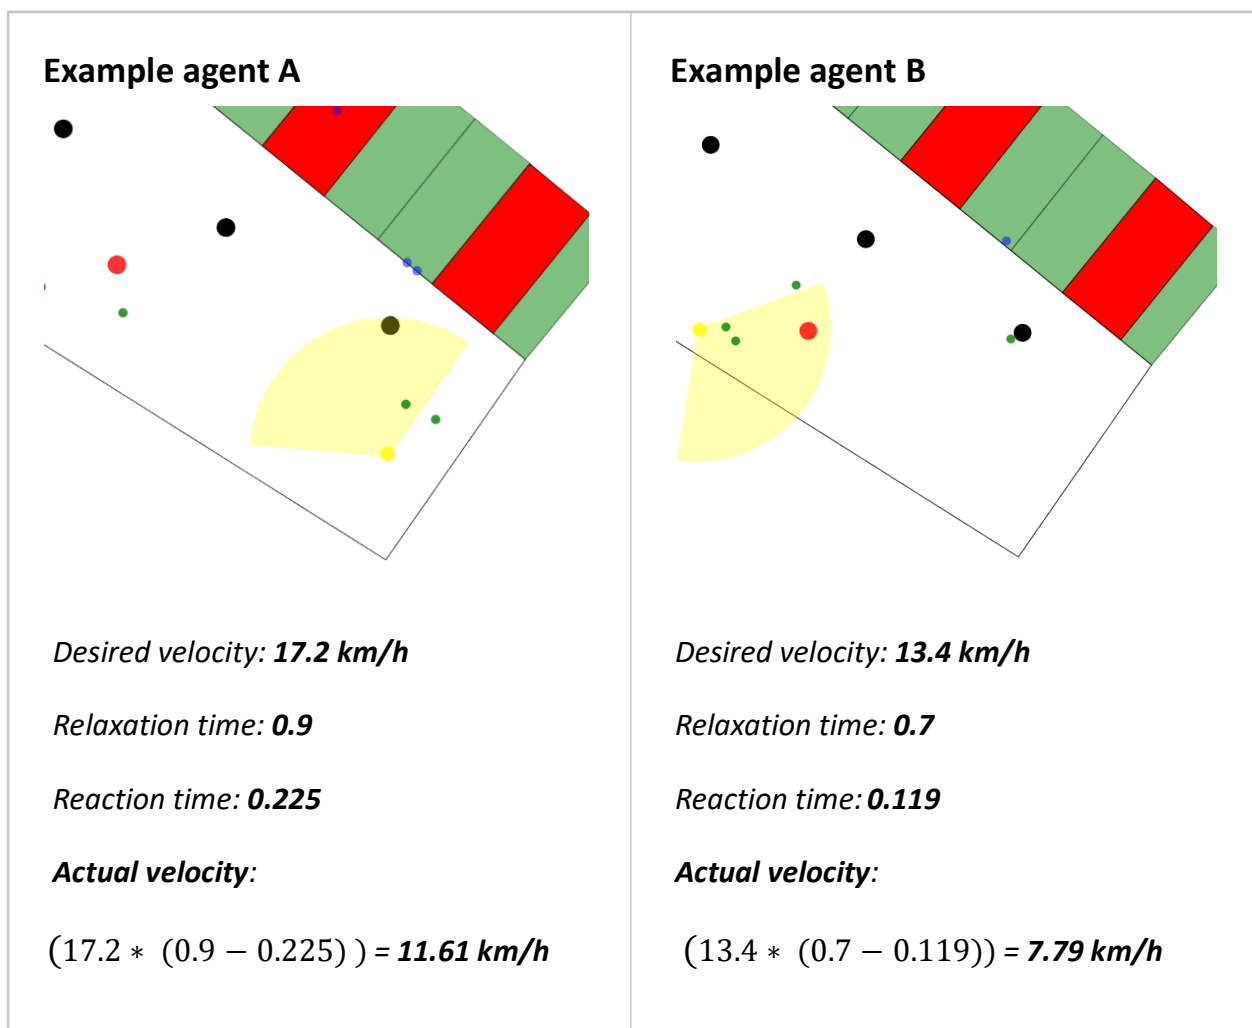 Example agent A
Desired velocity: 17.2 km/h
Relaxation time: 0.9
Reaction time: 0.225
Actual velocity:
(17.2 * (0.9 − 0.225) ) = 11.61 km/h
Example agent B
Desired velocity: 13.4 km/h
Relaxation time: 0.7
Reaction time: 0.119
Actual velocity:
(13.4 * (0.7 − 0.119)) = 7.79 km/h